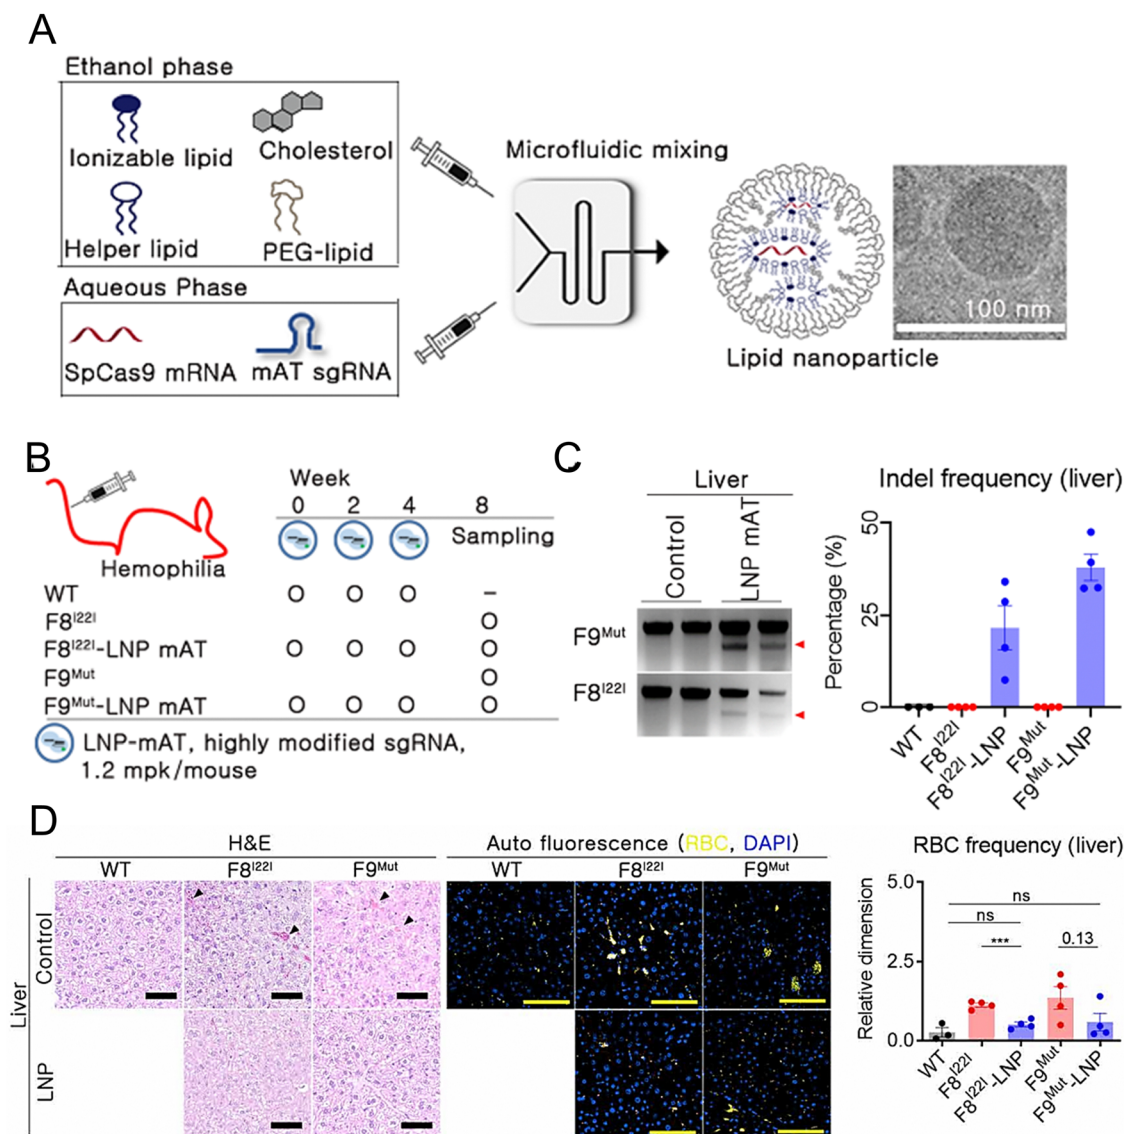 A
Ethanol phase
Ionizable lipid
Cholesterol
Helper lipid
PEG-lipid
Aqueous Phase
SpCas9 mRNA
mAT sgRNA
Microfluidic mixing
Lipid nanoparticle
100 nm
B
Hemophilia
Week
0 2 4 8
Sampling
WT O O O –
F8I22I O
F8I22I-LNP mAT O O O O
F9Mut O
F9Mut-LNP mAT O O O O
LNP-mAT, highly modified sgRNA,
1.2 mpk/mouse
C
Liver
Control
LNP mAT
F9Mut
F8I22I
Indel frequency (liver)
Percentage (%)
50
25
0
WT
F8I22I
F8I22I-LNP
F9Mut
F9Mut-LNP
D
H&E
WT F8I22I F9Mut
Auto fluorescence (RBC, DAPI)
WT F8I22I F9Mut
Liver
Control
LNP
RBC frequency (liver)
Relative dimension
5.0
2.5
0.0
ns
ns
***
0.13
WT
F8I22I
F8I22I-LNP
F9Mut
F9Mut-LNP